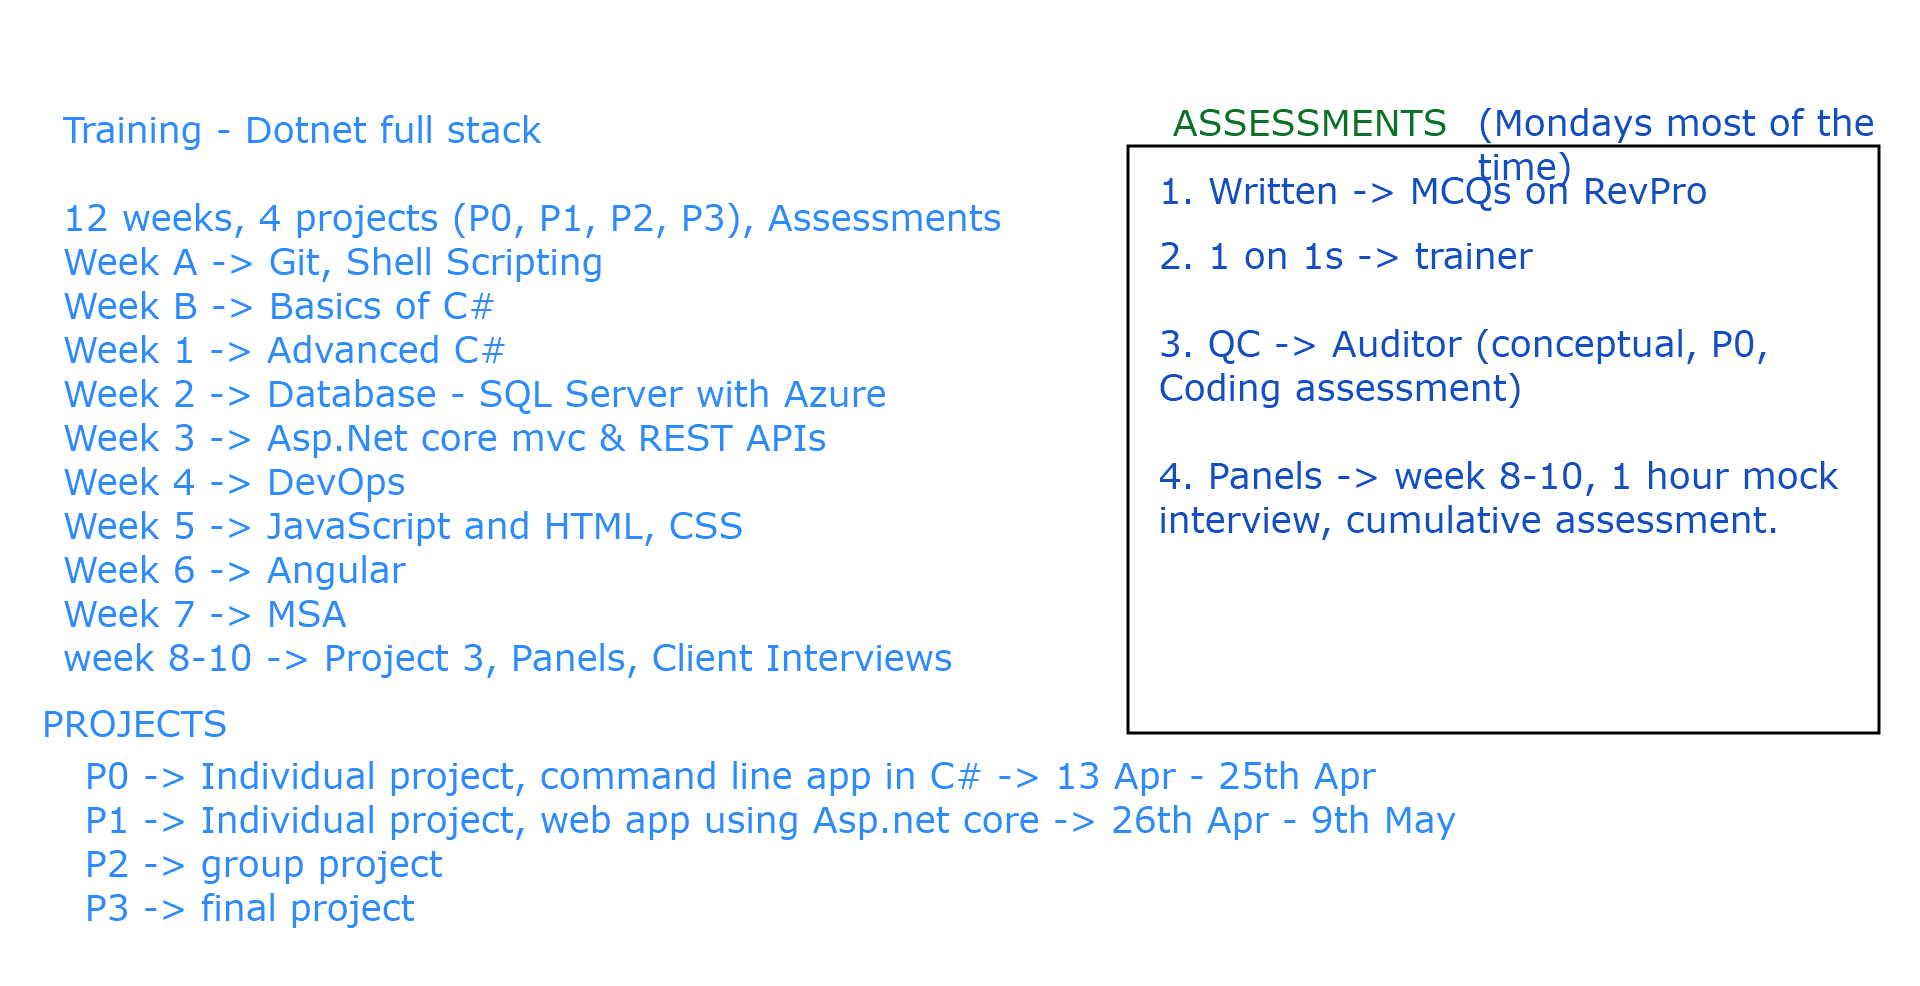 Training - Dotnet full stack
12 weeks, 4 projects (P0, P1, P2, P3), Assessments
Week A -> Git, Shell Scripting
Week B -> Basics of C#
Week 1 -> Advanced C#
Week 2 -> Database - SQL Server with Azure
Week 3 -> Asp.Net core mvc & REST APIs
Week 4 -> DevOps
Week 5 -> JavaScript and HTML, CSS
Week 6 -> Angular
Week 7 -> MSA
week 8-10 -> Project 3, Panels, Client Interviews
ASSESSMENTS (Mondays most of the
time)
1. Written -> MCQs on RevPro
2. 1 on 1s -> trainer
3. QC -> Auditor (conceptual, P0,
Coding assessment)
4. Panels -> week 8-10, 1 hour mock
interview, cumulative assessment.
PROJECTS
P0 -> Individual project, command line app in C# -> 13 Apr - 25th Apr
P1 -> Individual project, web app using Asp.net core -> 26th Apr - 9th May
P2 -> group project
P3 -> final project